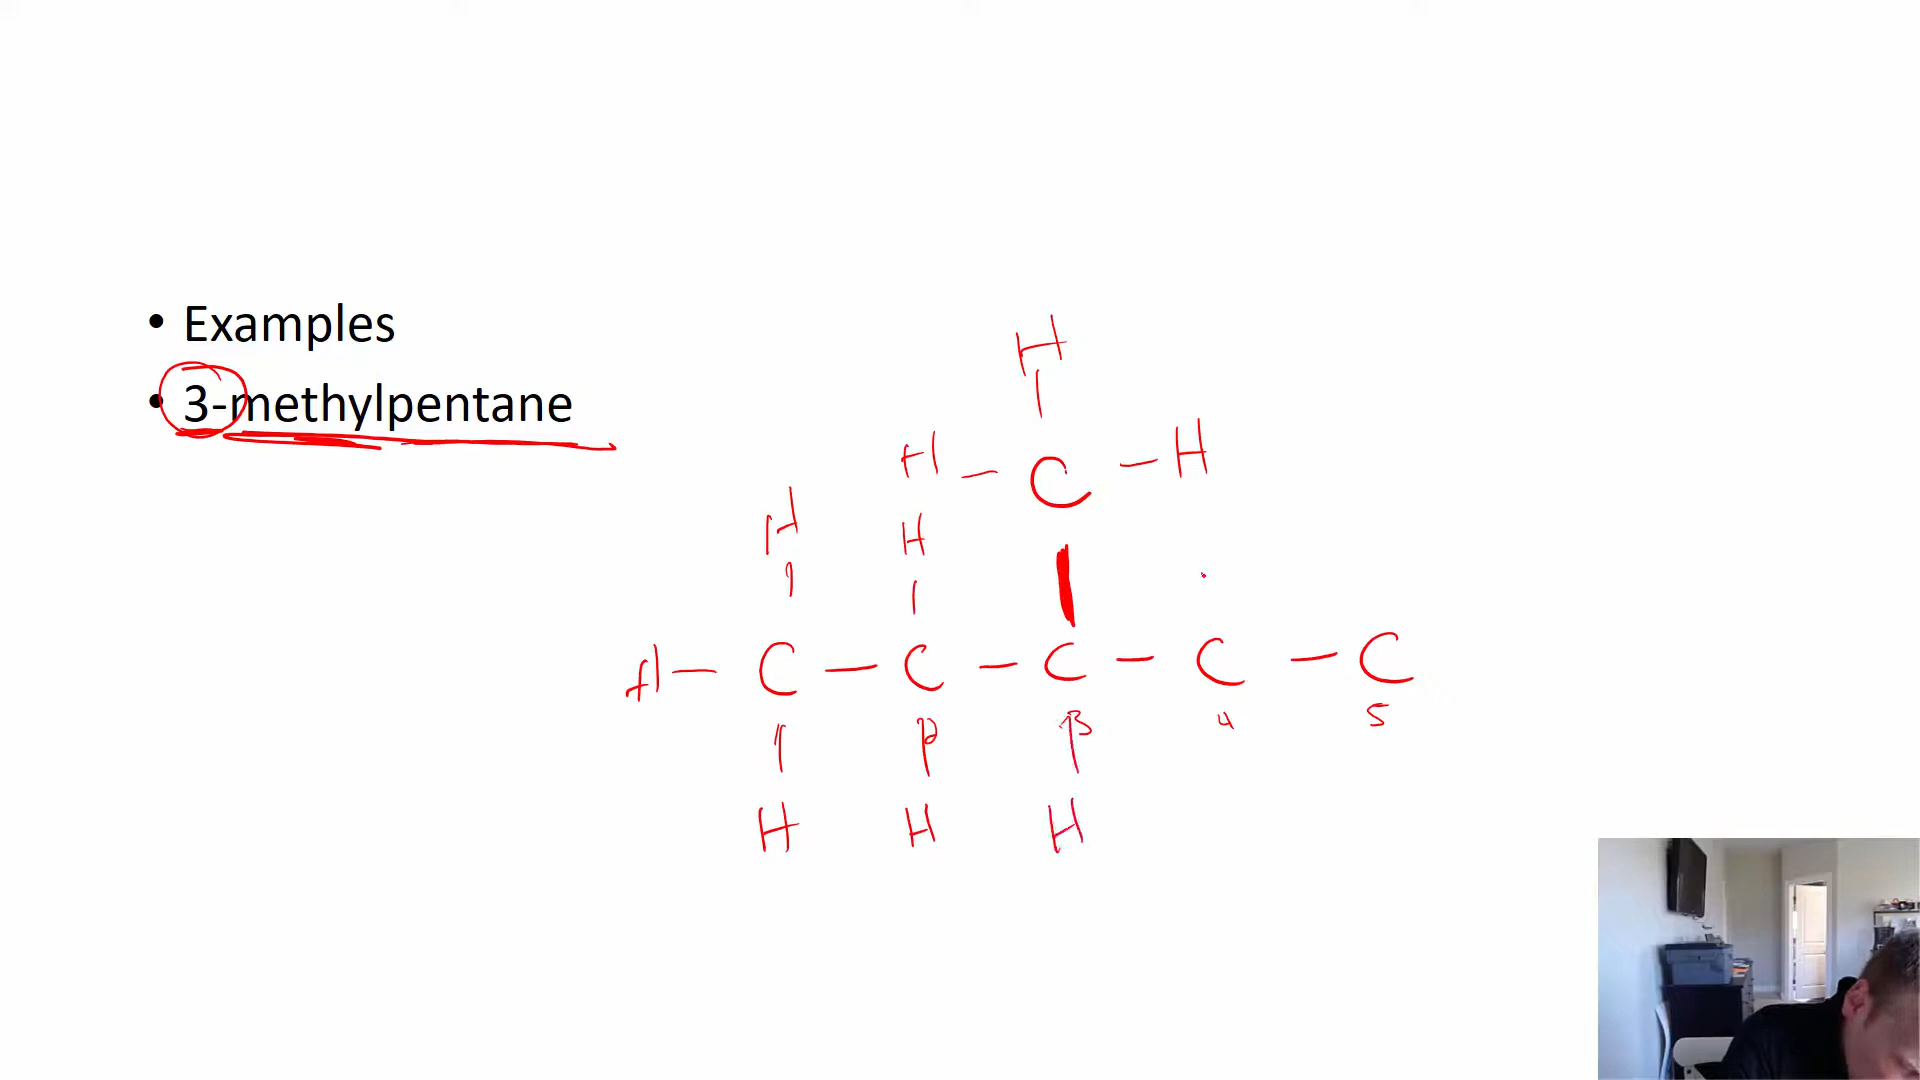 • Examples
• 3-methylpentane
H
H – C – H
H H
H – C – C – C – C – C
1 2 3 4 5
H H H